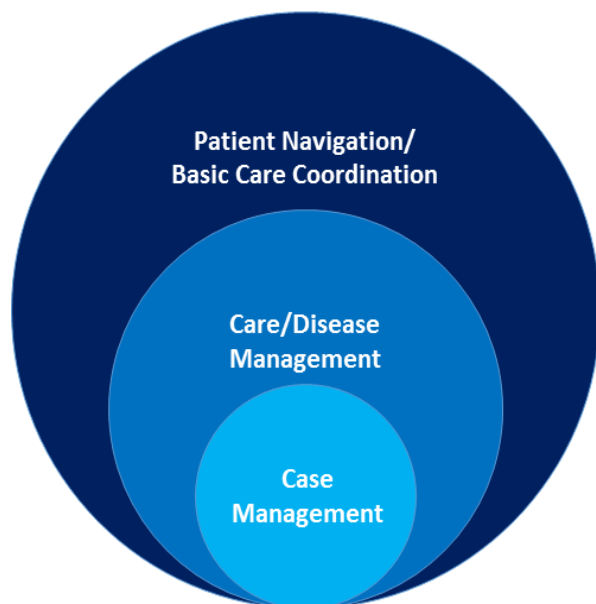 Patient Navigation/
Basic Care Coordination
Care/Disease
Management
Case
Management